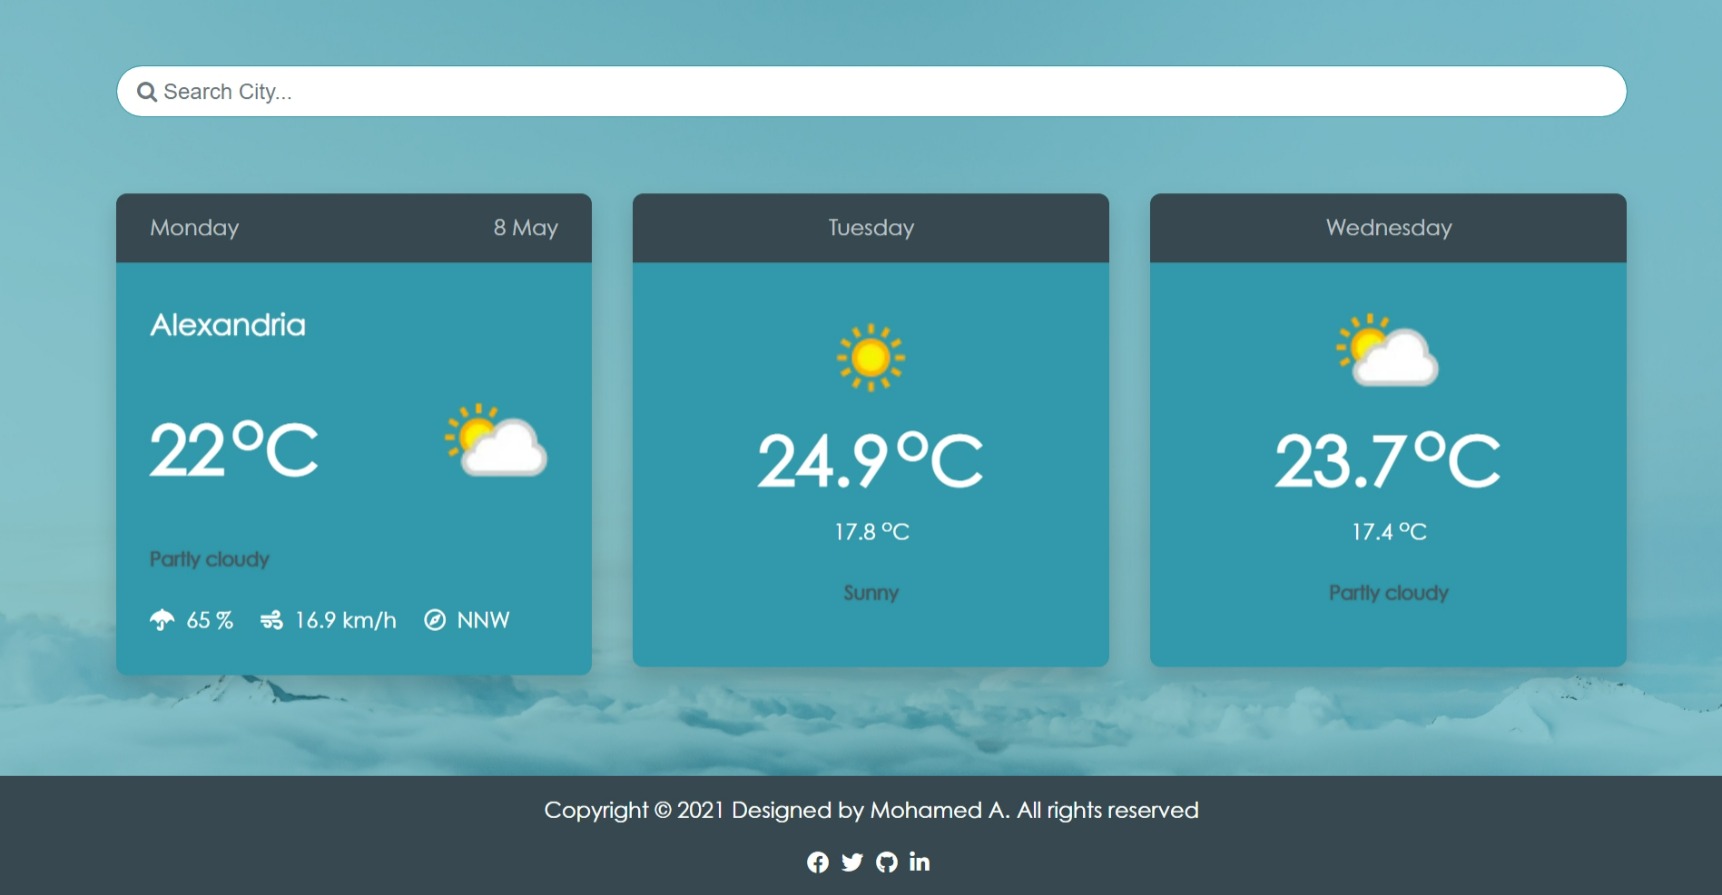 Search City...
Monday 8 May
Alexandria
22°C
Partly cloudy
65 % 16.9 km/h NNW
Tuesday
24.9°C
17.8 °C
Sunny
Wednesday
23.7°C
17.4 °C
Partly cloudy
Copyright © 2021 Designed by Mohamed A. All rights reserved